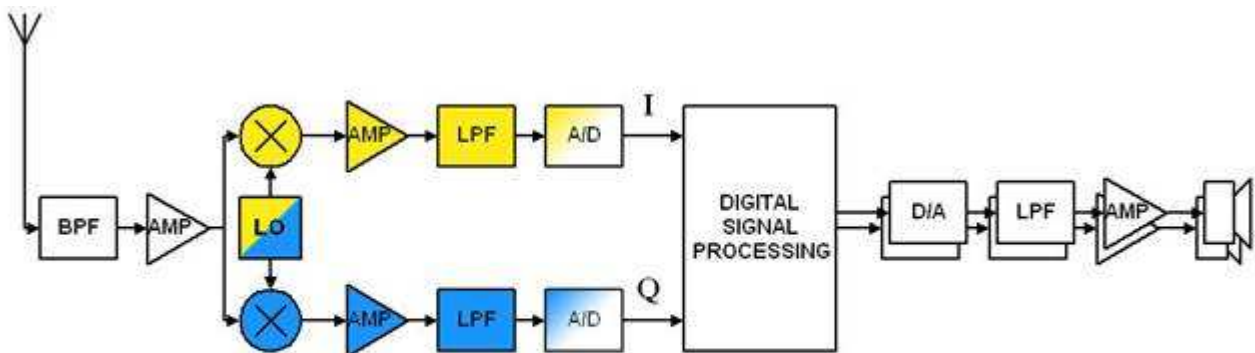 I
AMP
LPF
A/D
BPF
AMP
LO
DIGITAL
SIGNAL
PROCESSING
D/A
LPF
AMP
Q
AMP
LPF
A/D